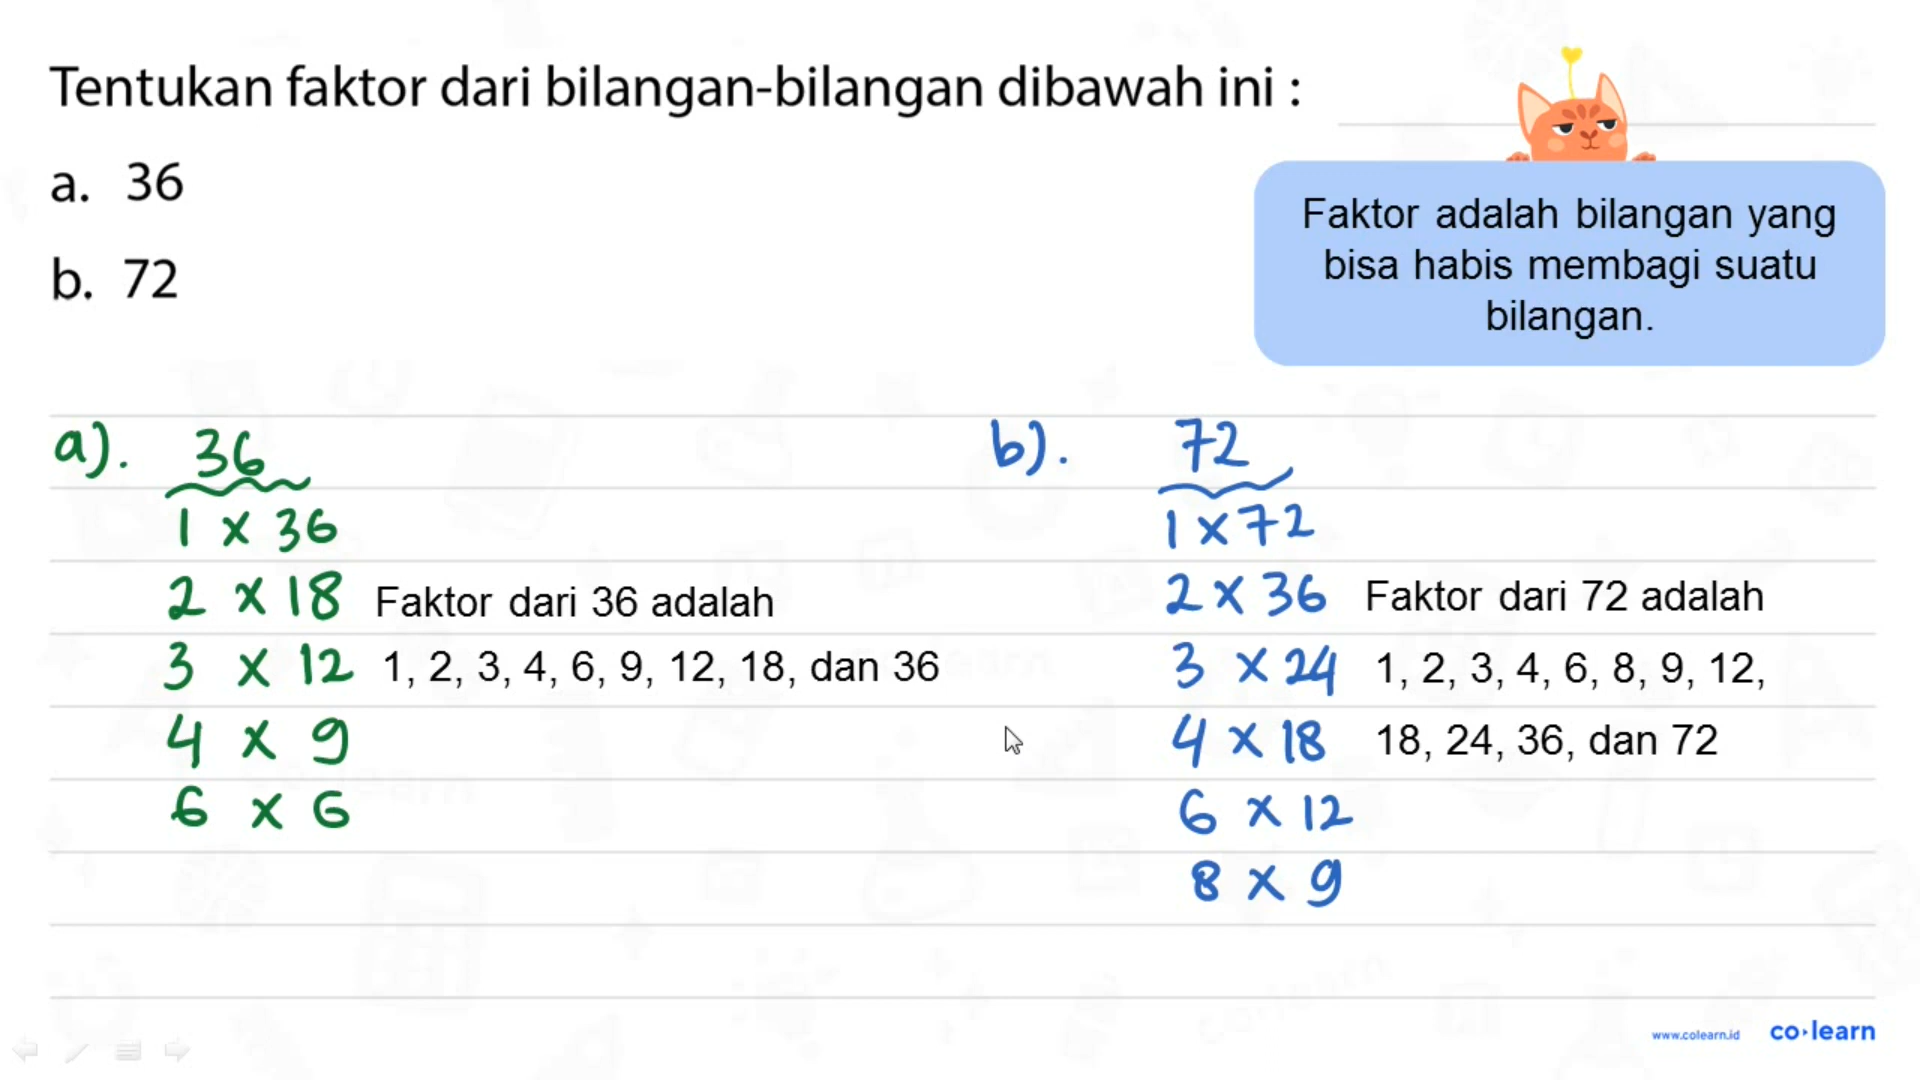 Tentukan faktor dari bilangan-bilangan dibawah ini :
a. 36
b. 72
Faktor adalah bilangan yang
bisa habis membagi suatu
bilangan.
a). 36
1 x 36
2 x 18
3 x 12
4 x 9
6 x 6
Faktor dari 36 adalah
1, 2, 3, 4, 6, 9, 12, 18, dan 36
b). 72
1 x 72
2 x 36
3 x 24
4 x 18
6 x 12
8 x 9
Faktor dari 72 adalah
1, 2, 3, 4, 6, 8, 9, 12,
18, 24, 36, dan 72
www.colearn.id co learn